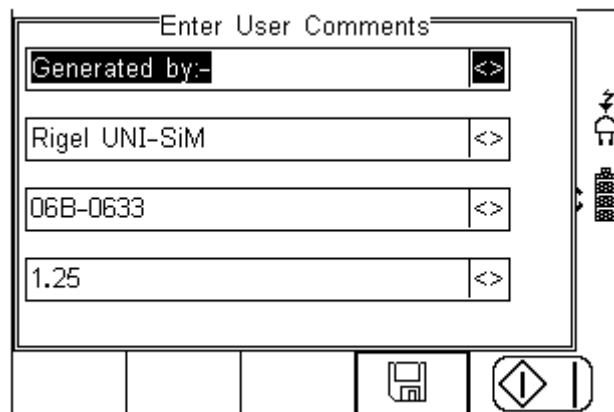 Enter User Comments
Generated by:-
<>
Rigel UNI-SiM
<>
06B-0633
<>
1.25
<>